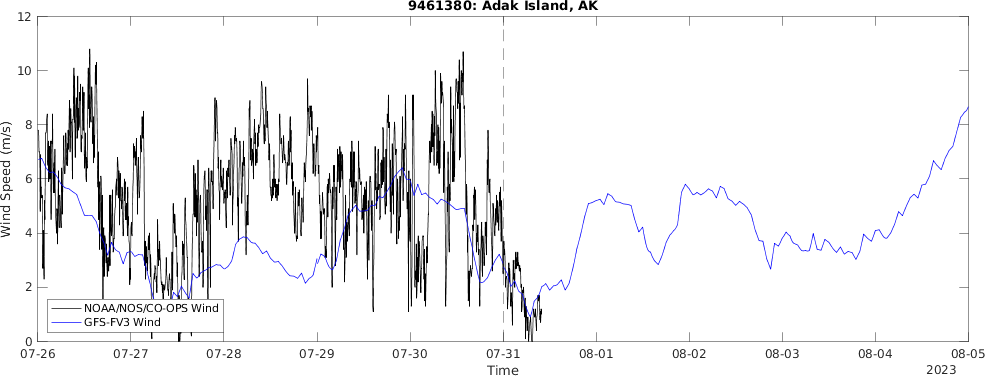 9461380: Adak Island, AK
12
10
8
6
4
2
0
Wind Speed (m/s)
NOAA/NOS/CO-OPS Wind
GFS-FV3 Wind
07-26 07-27 07-28 07-29 07-30 07-31 08-01 08-02 08-03 08-04 08-05
Time
2023